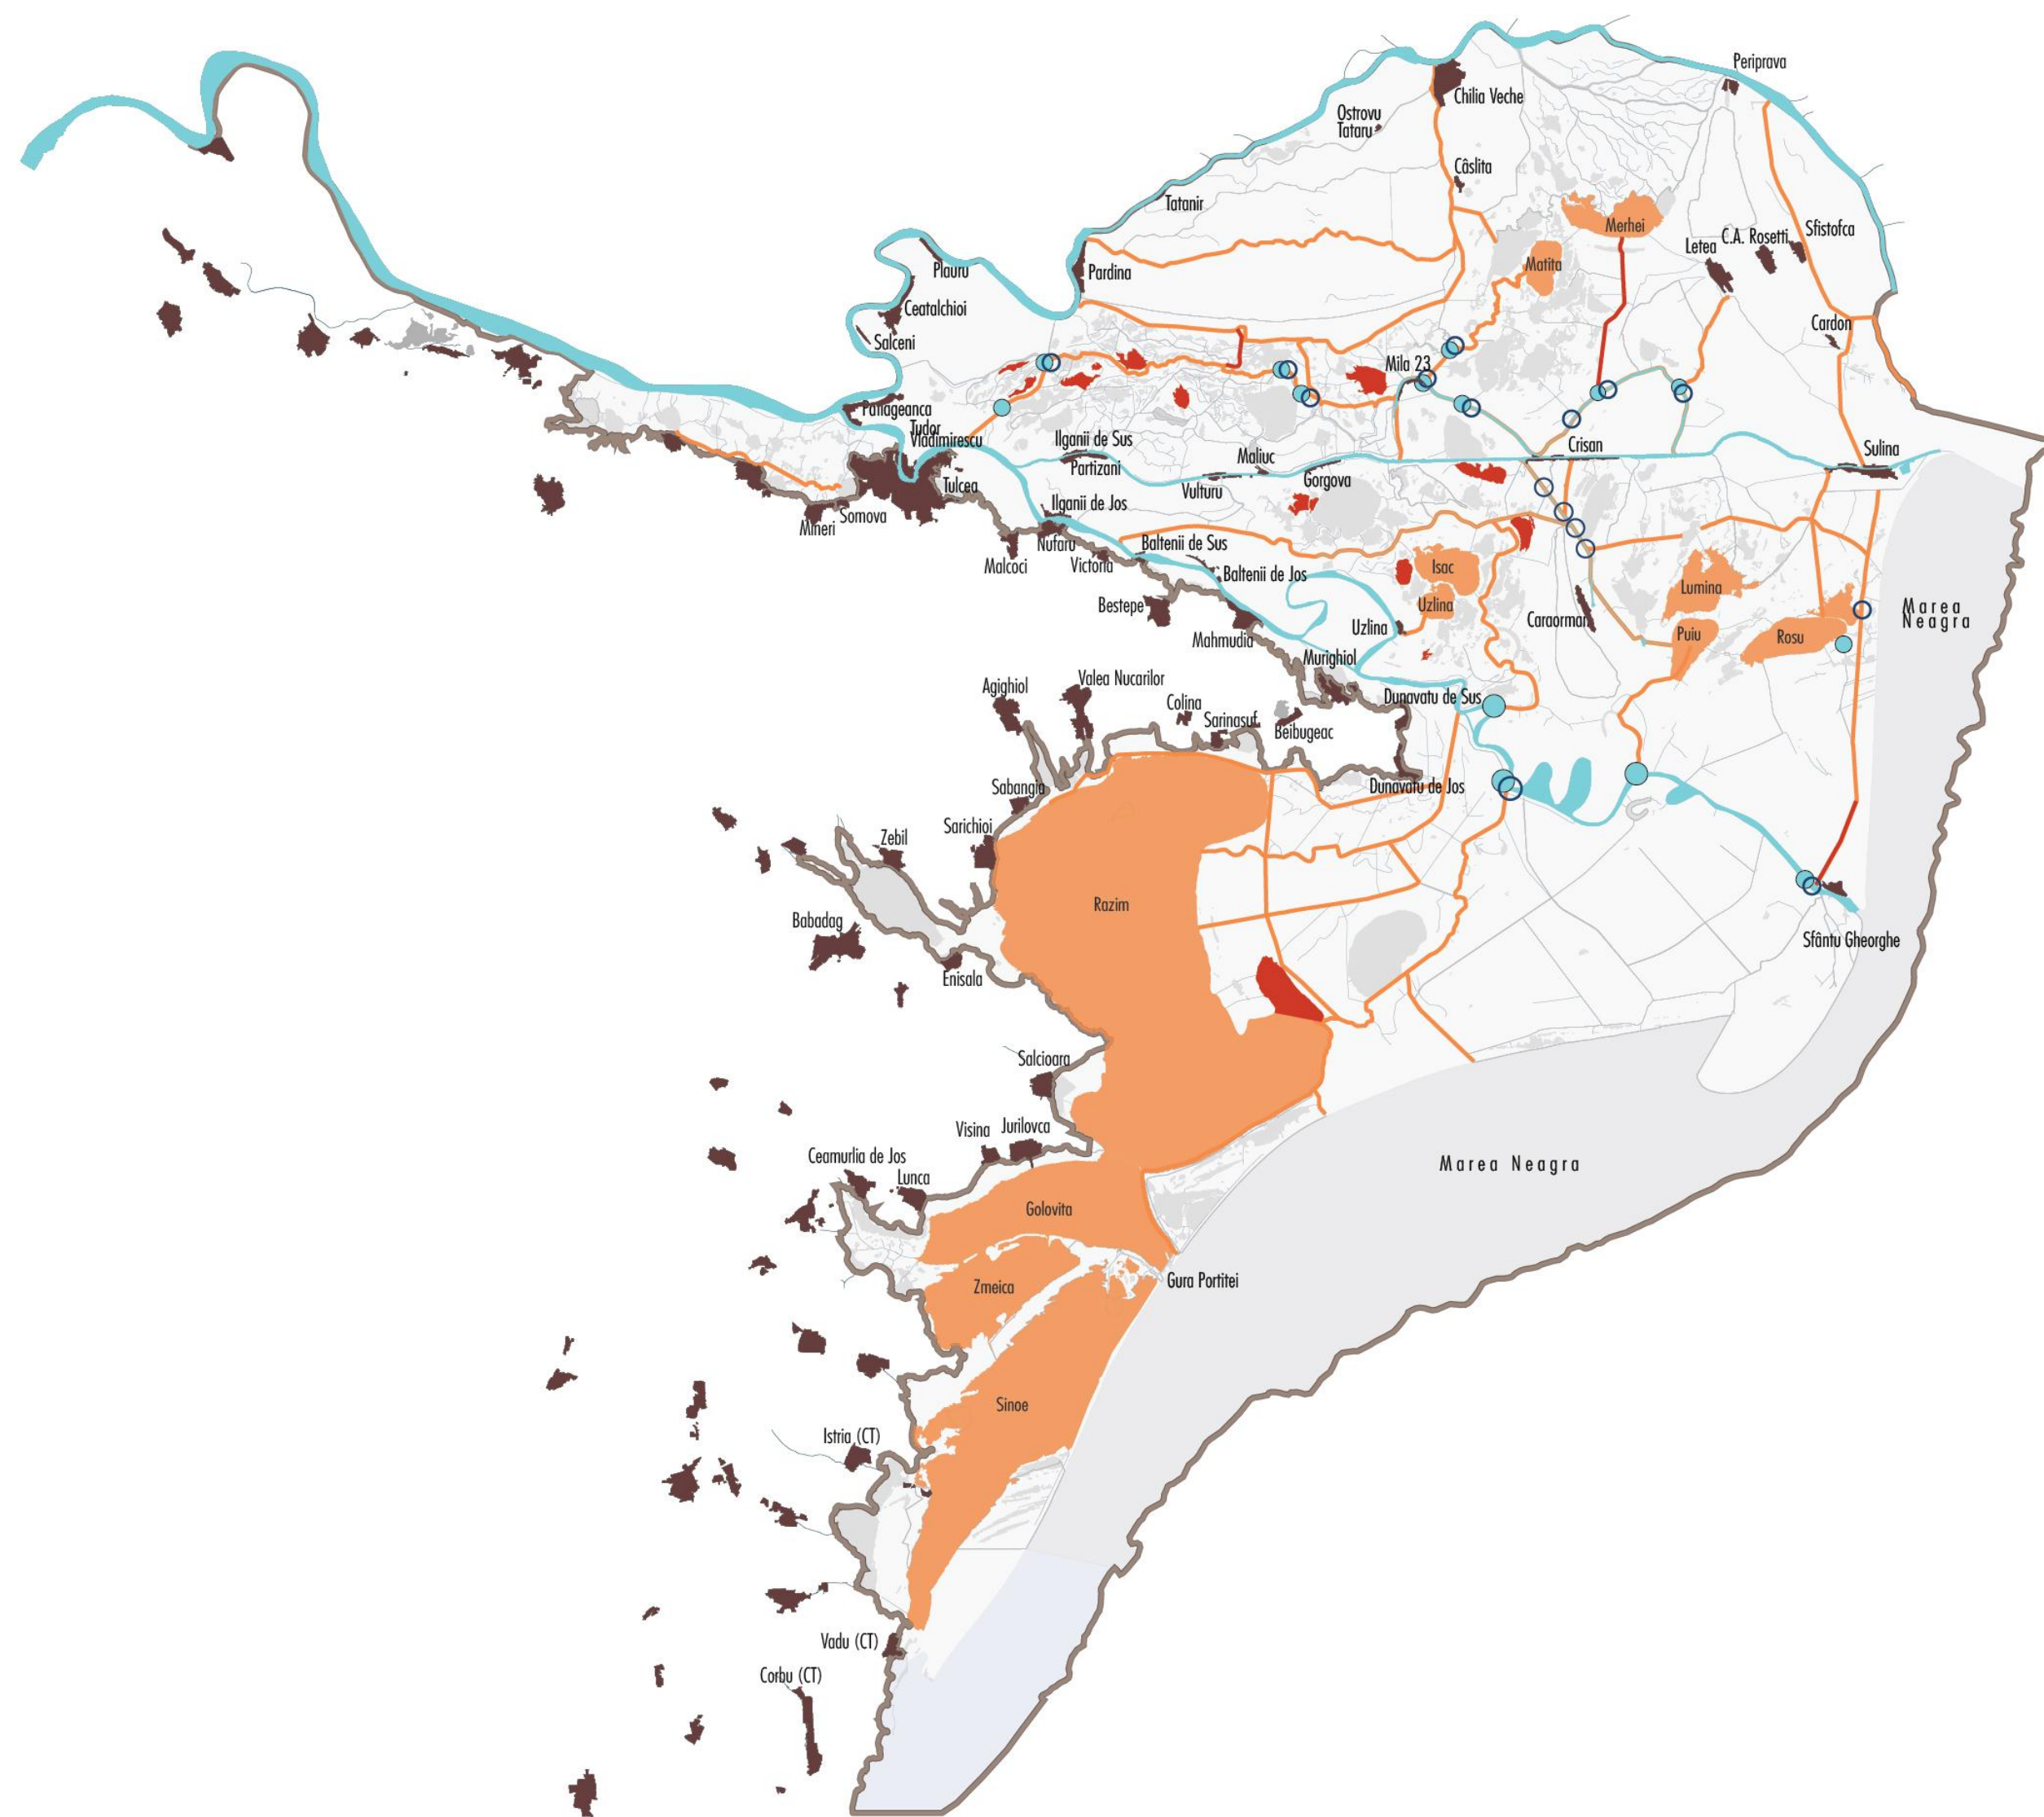 Periprava
Chilia Veche
Ostrovu
Tataru
Câslita
Tatanir
Merhei
Sfistofca
C.A. Rosetti
Letea
Matita
Plauru
Pardina
Ceatalchioi
Salceni
Cardon
Mila 23
Patlageanca
Tudor
Vladimirescu
Ilganii de Sus
Partizani
Maliuc
Crisan
Sulina
Tulcea
Vulturu
Gorgova
Ilganii de Jos
Somova
Mineri
Nufaru
Malcoci
Victoria
Baltenii de Sus
Baltenii de Jos
Isac
Lumina
Bestepe
Uzlina
Mahmudia
Uzlina
Caraorman
Puiu
Rosu
Marea
Neagra
Murighiol
Valea Nucarilor
Agighiol
Colina
Sarinasuf
Beibugeac
Dunavatu de Sus
Sabangia
Dunavatu de Jos
Sarichioi
Zebil
Razim
Babadag
Enisala
Sfântu Gheorghe
Salcioara
Visina
Jurilovca
Ceamurlia de Jos
Lunca
Marea Neagra
Golovita
Zmeica
Gura Portitei
Sinoe
Istria (CT)
Vadu (CT)
Corbu (CT)